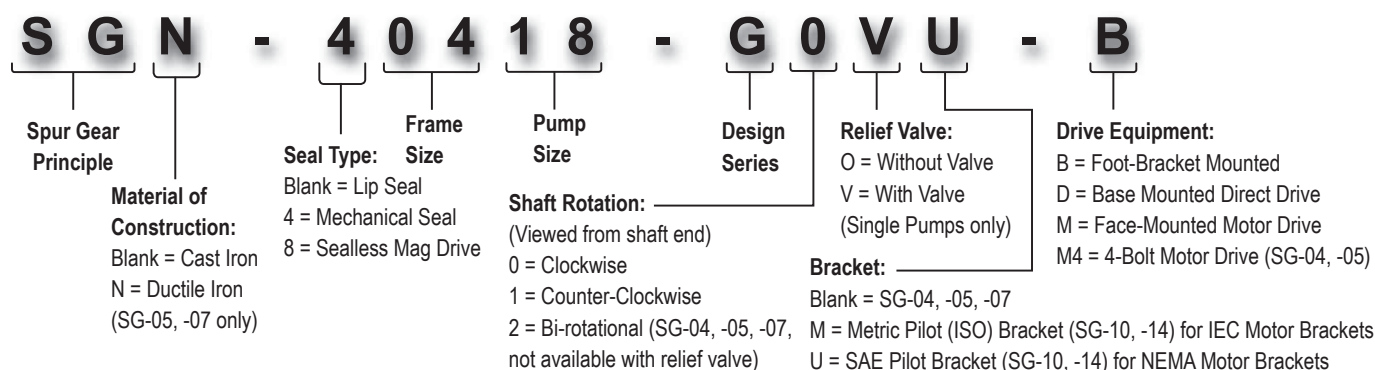 S G N - 4 0 4 1 8 - G 0 V U - B
Spur Gear
Principle
Material of
Construction:
Blank = Cast Iron
N = Ductile Iron
(SG-05, -07 only)
Seal Type:
Blank = Lip Seal
4 = Mechanical Seal
8 = Sealless Mag Drive
Frame
Size
Pump
Size
Shaft Rotation:
(Viewed from shaft end)
0 = Clockwise
1 = Counter-Clockwise
2 = Bi-rotational (SG-04, -05, -07,
not available with relief valve)
Design
Series
Relief Valve:
O = Without Valve
V = With Valve
(Single Pumps only)
Bracket:
Blank = SG-04, -05, -07
M = Metric Pilot (ISO) Bracket (SG-10, -14) for IEC Motor Brackets
U = SAE Pilot Bracket (SG-10, -14) for NEMA Motor Brackets
Drive Equipment:
B = Foot-Bracket Mounted
D = Base Mounted Direct Drive
M = Face-Mounted Motor Drive
M4 = 4-Bolt Motor Drive (SG-04, -05)